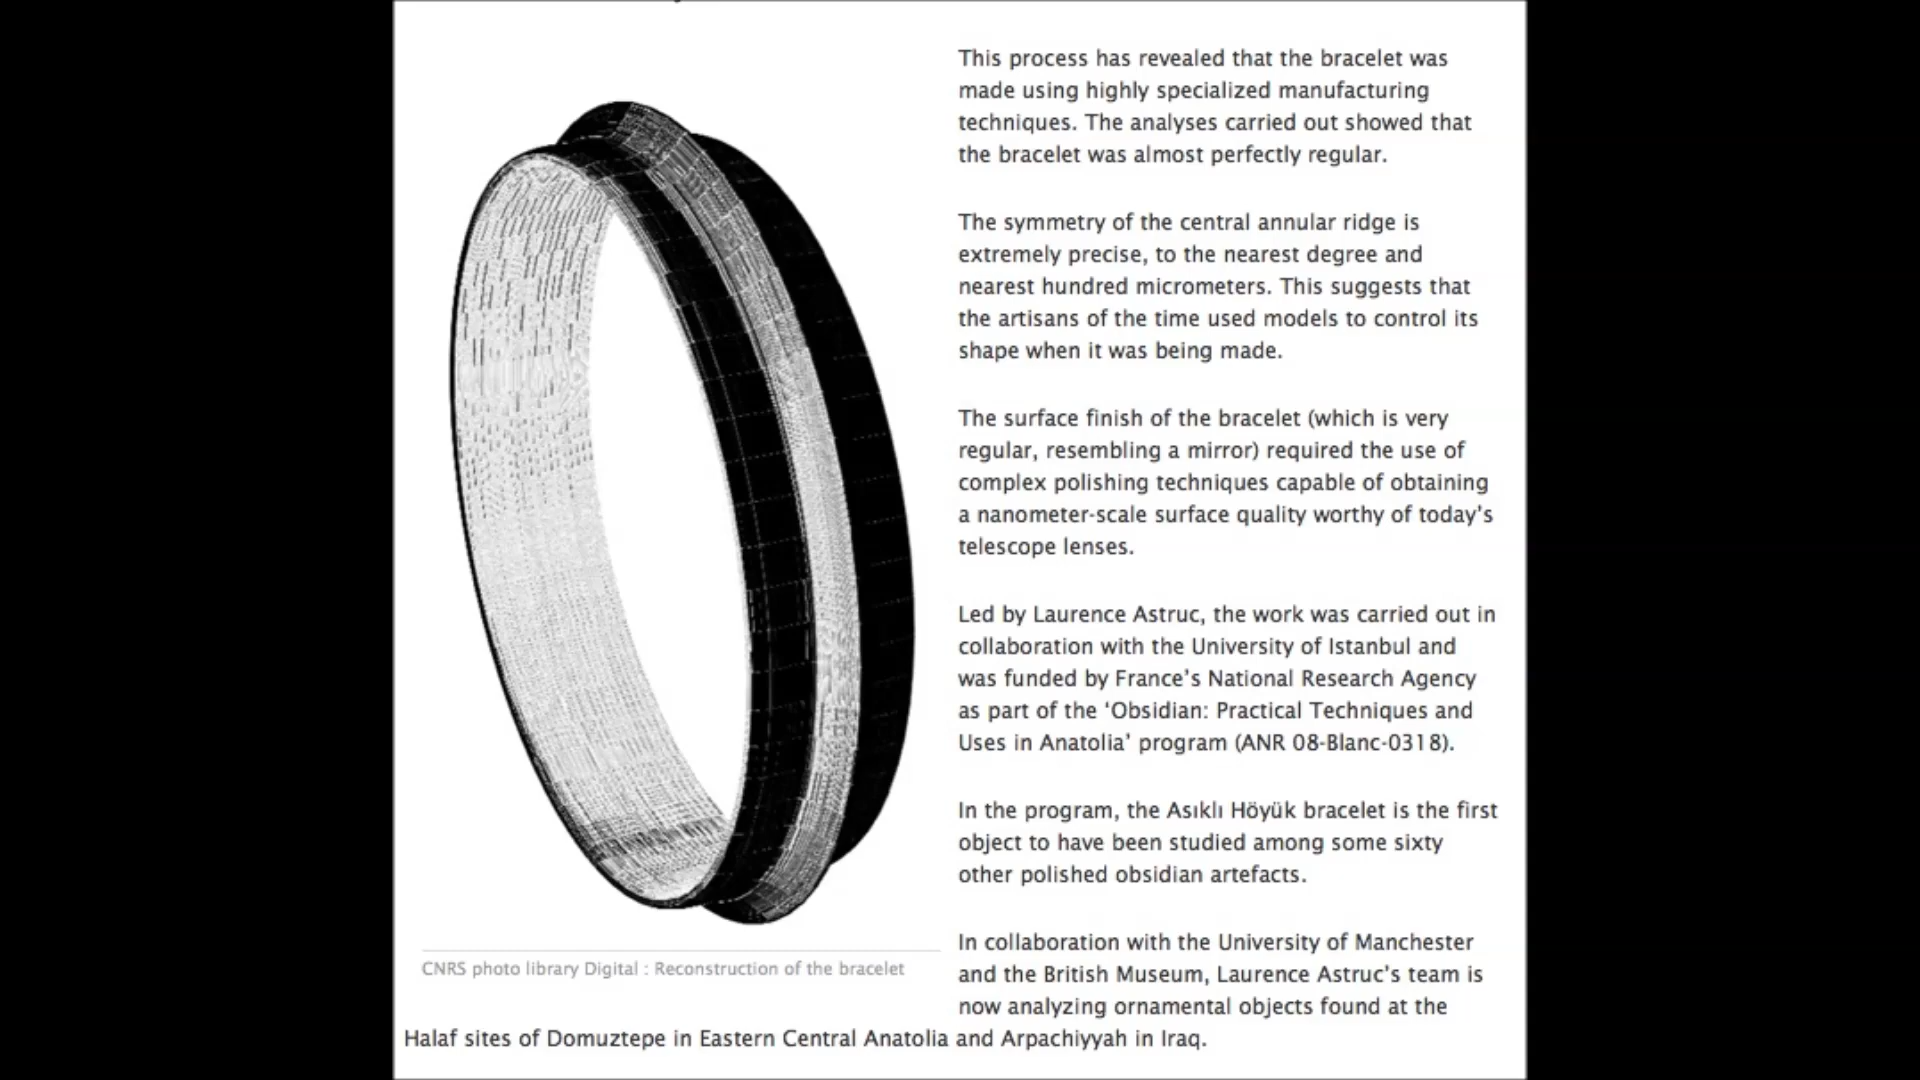 This process has revealed that the bracelet was
made using highly specialized manufacturing
techniques. The analyses carried out showed that
the bracelet was almost perfectly regular.
The symmetry of the central annular ridge is
extremely precise, to the nearest degree and
nearest hundred micrometers. This suggests that
the artisans of the time used models to control its
shape when it was being made.
The surface finish of the bracelet (which is very
regular, resembling a mirror) required the use of
complex polishing techniques capable of obtaining
a nanometer-scale surface quality worthy of today’s
telescope lenses.
Led by Laurence Astruc, the work was carried out in
collaboration with the University of Istanbul and
was funded by France’s National Research Agency
as part of the ‘Obsidian: Practical Techniques and
Uses in Anatolia’ program (ANR 08-Blanc-0318).
In the program, the Asıklı Höyük bracelet is the first
object to have been studied among some sixty
other polished obsidian artefacts.
In collaboration with the University of Manchester
and the British Museum, Laurence Astruc’s team is
now analyzing ornamental objects found at the
Halaf sites of Domuztepe in Eastern Central Anatolia and Arpachiyyah in Iraq.
CNRS photo library Digital : Reconstruction of the bracelet